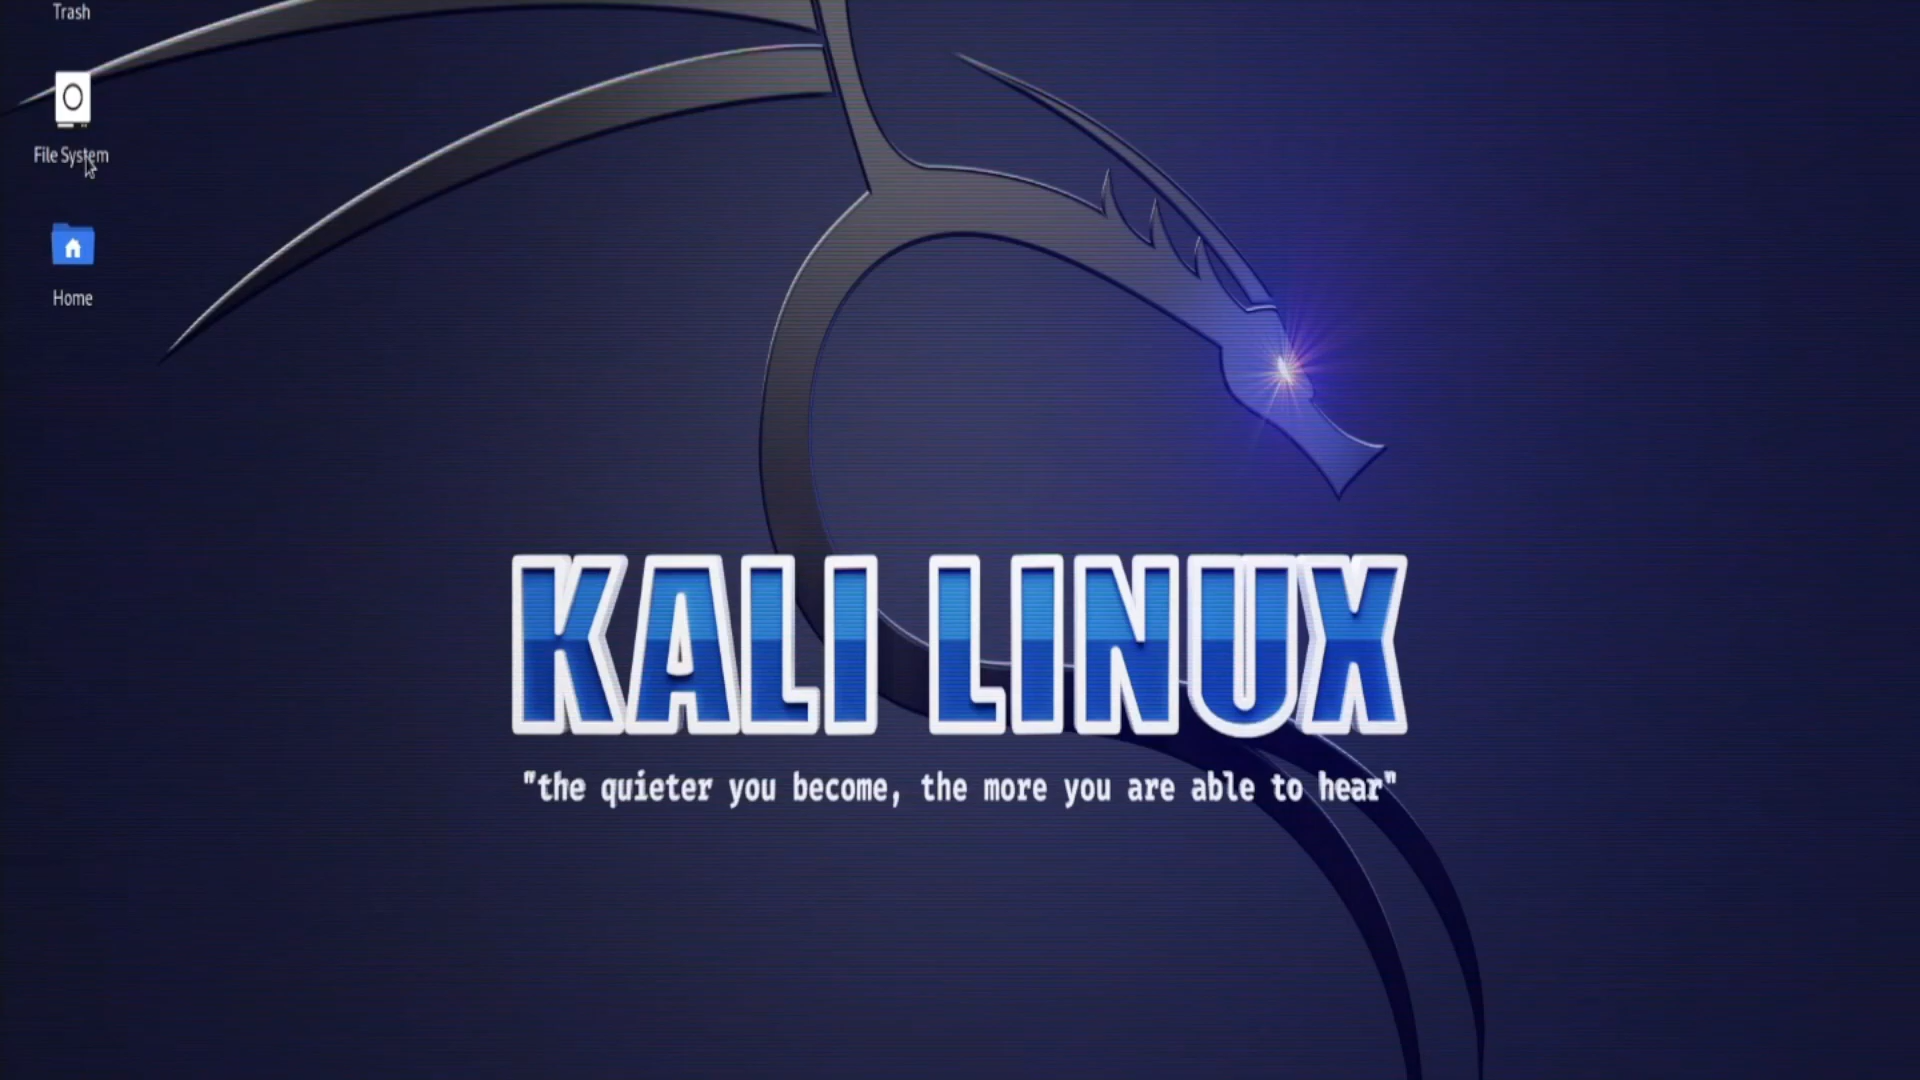 Trash
File System
Home
KALI LINUX
"the quieter you become, the more you are able to hear"